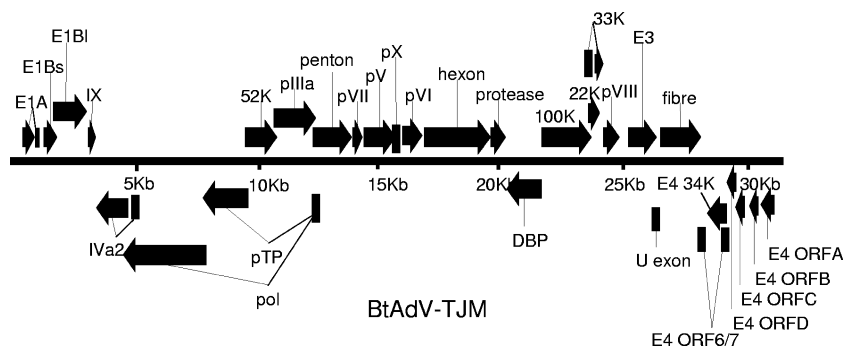 33K
E1Bl
E3
pX
penton
E1Bs
hexon
pIIIa
pV
IX
pVII
pVI
protease
22K
pVIII
fibre
E1A
52K
100K
5Kb
10Kb
15Kb
20Kb
25Kb
E4 34K
30Kb
IVa2
pTP
DBP
U exon
E4 ORFA
E4 ORFB
pol
E4 ORFC
BtAdV-TJM
E4 ORFD
E4 ORF6/7